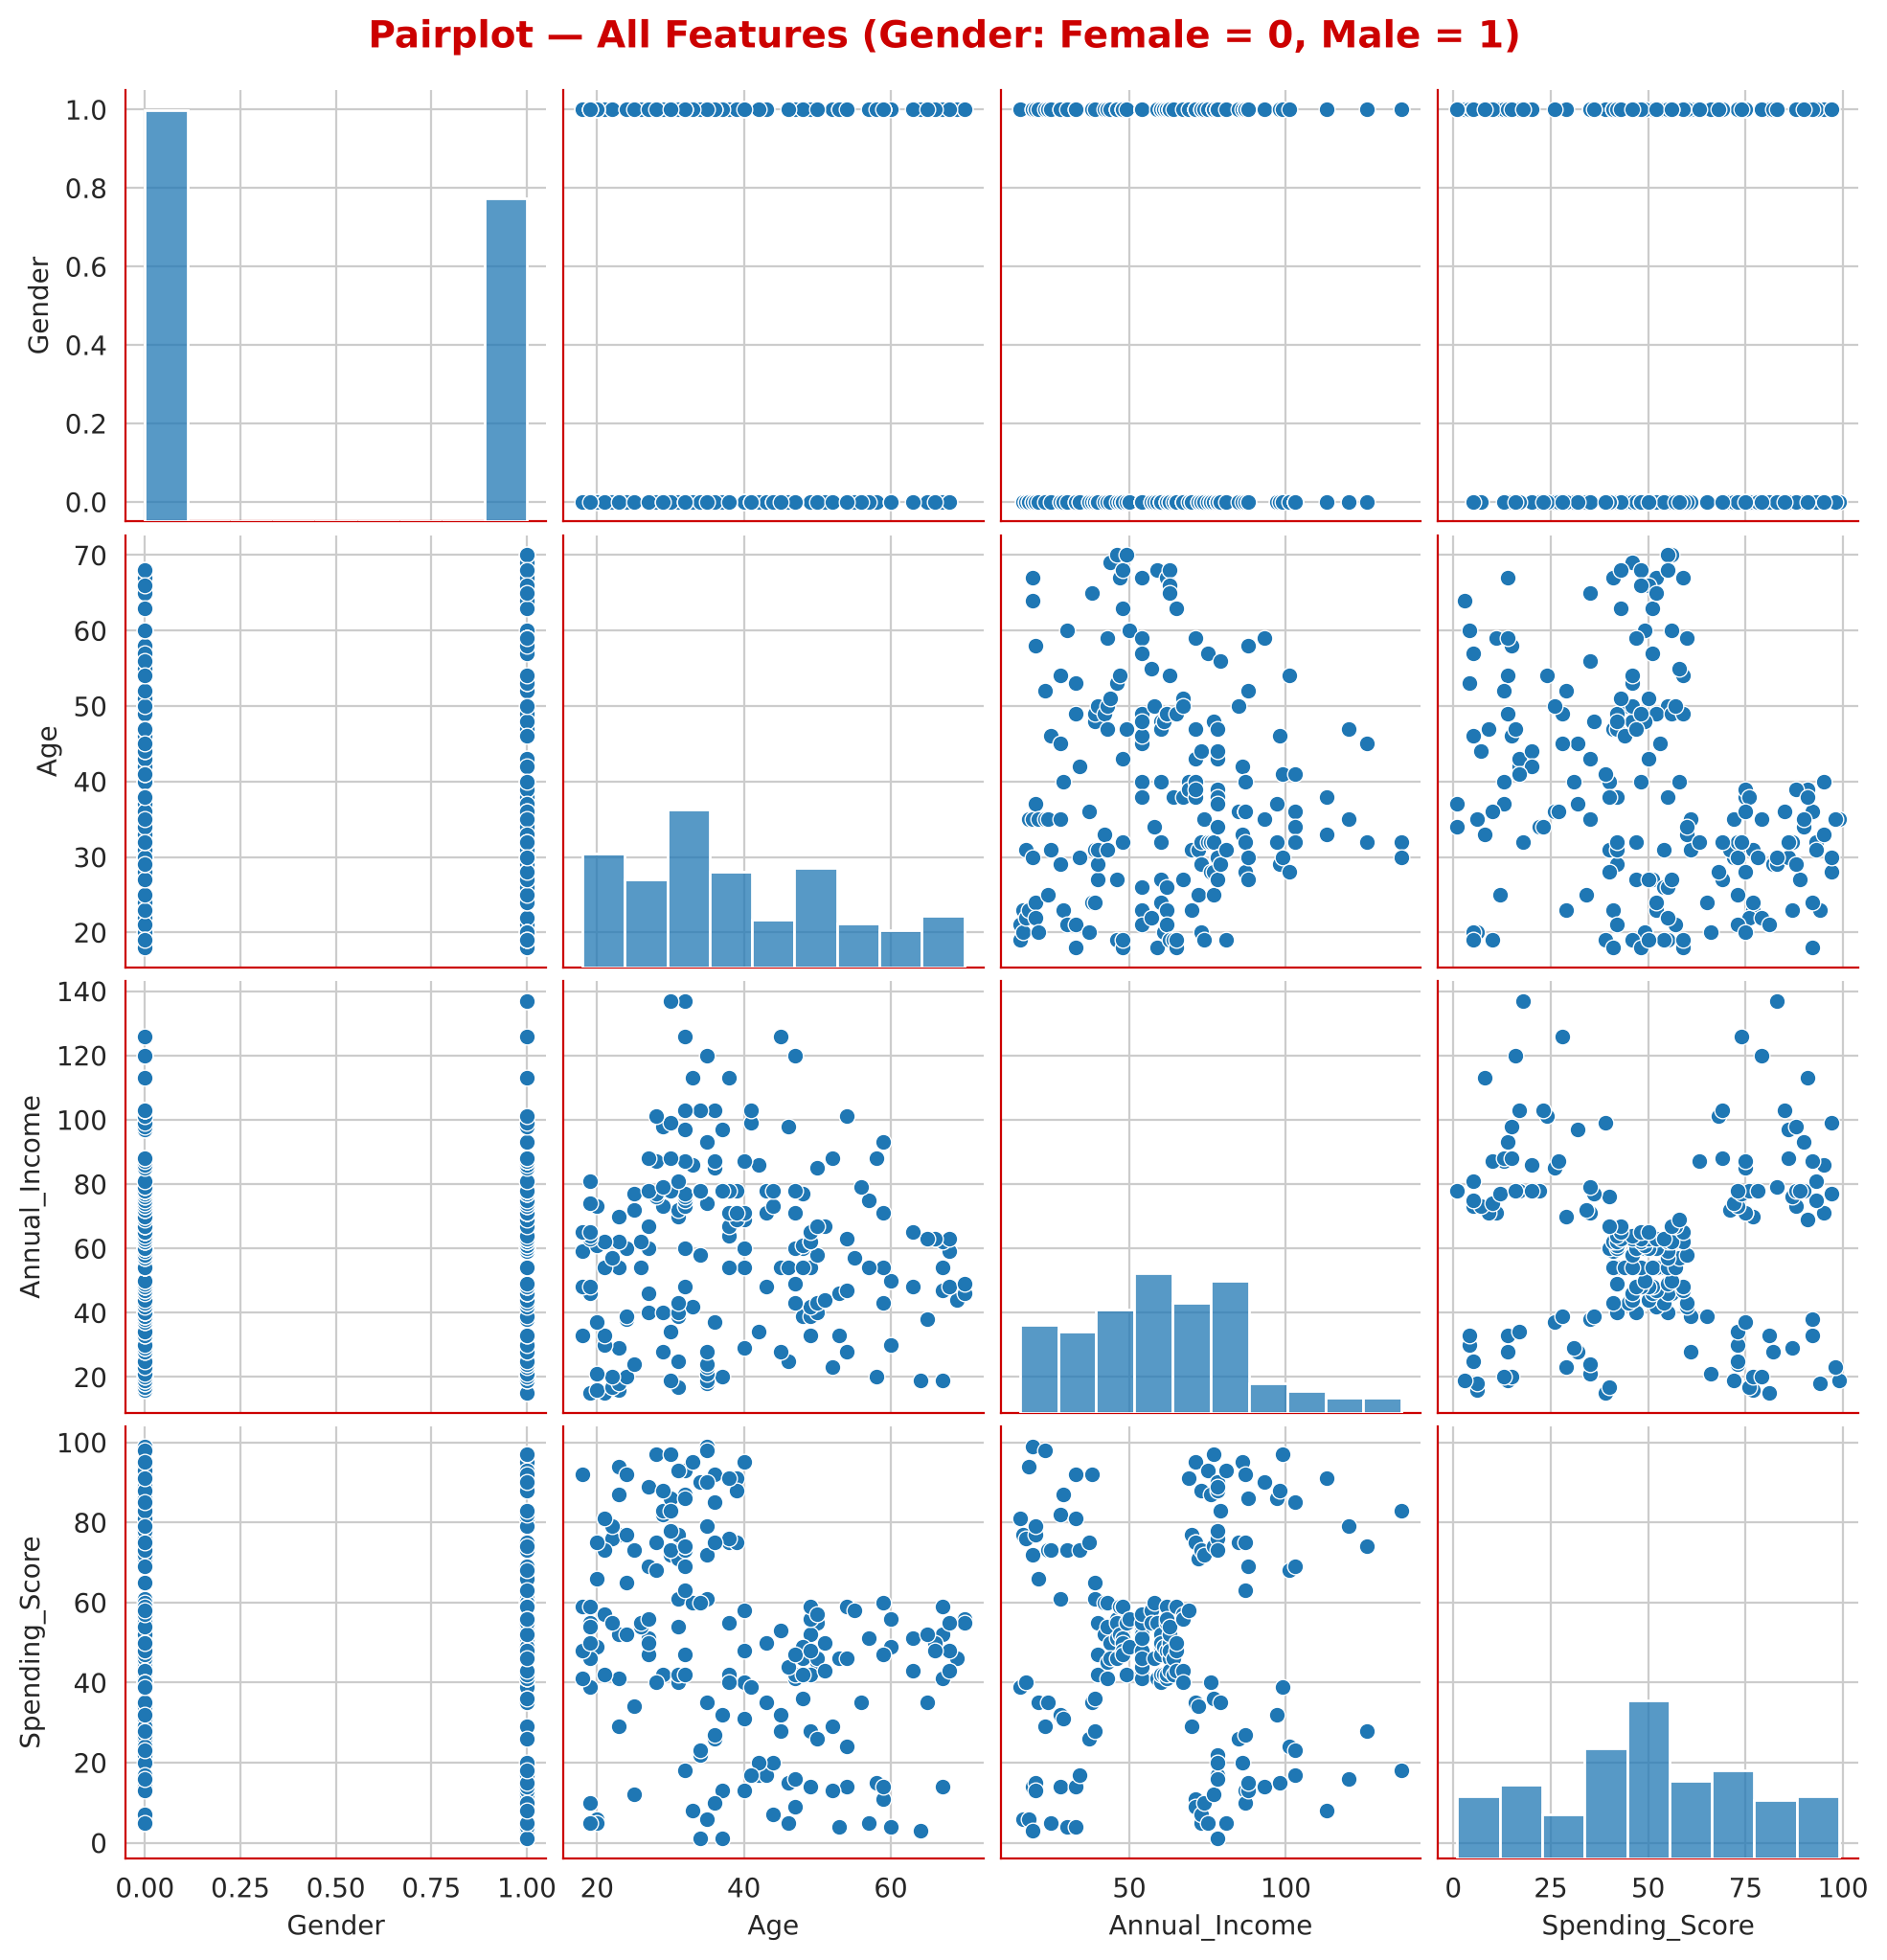 Pairplot — All Features (Gender: Female = 0, Male = 1)
Gender
1.0
0.8
0.6
0.4
0.2
0.0
Age
70
60
50
40
30
20
Annual_Income
140
120
100
80
60
40
20
Spending_Score
100
80
60
40
20
0
0.00 0.25 0.50 0.75 1.00
Gender
20 40 60
Age
50 100
Annual_Income
0 25 50 75 100
Spending_Score